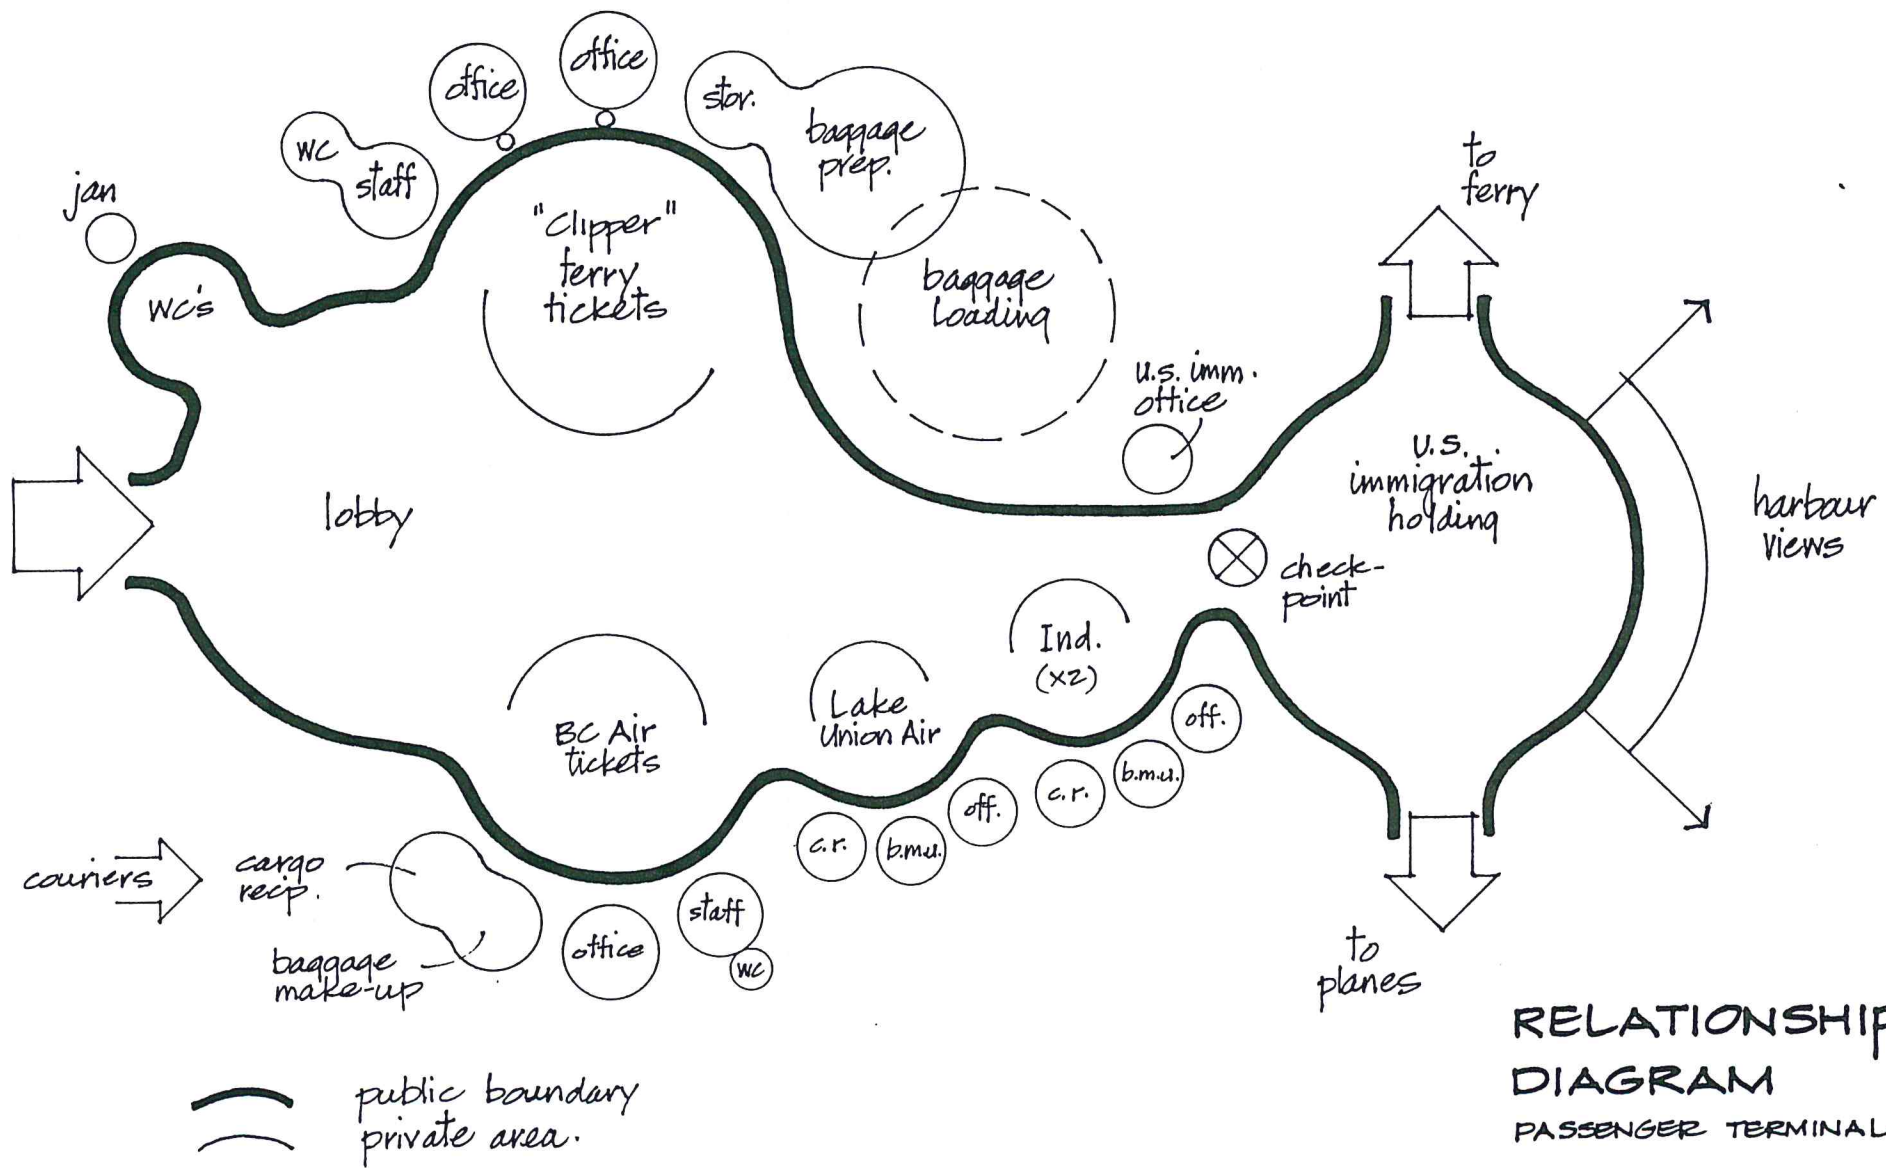 office
office
stor.
baggage
prep.
wc
staff
jan
wc's
"Clipper"
ferry
tickets
baggage
loading
to
ferry
u.s. imm.
office
U.S.
immigration
holding
harbour
views
lobby
check-
point
Ind.
(x2)
Lake
Union Air
BC Air
tickets
off.
b.m.u.
c.r.
off.
b.m.u.
c.r.
couriers
cargo
recip.
baggage
make-up
office
staff
wc
to
planes
RELATIONSHIP
DIAGRAM
PASSENGER TERMINAL
public boundary
private area.